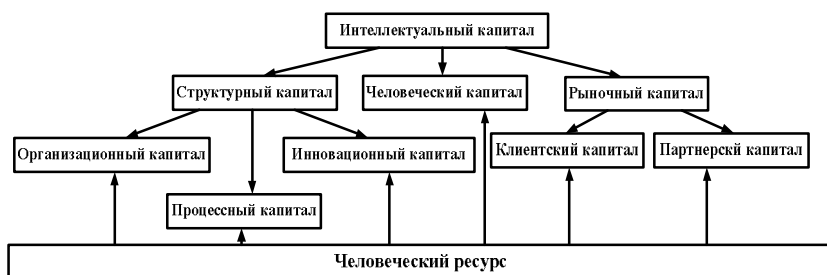 Интеллектуальный капитал
Структурный капитал
Человеческий капитал
Рыночный капитал
Организационный капитал
Инновационный капитал
Клиентский капитал
Партнерскй капитал
Процессный капитал
Человеческий ресурс